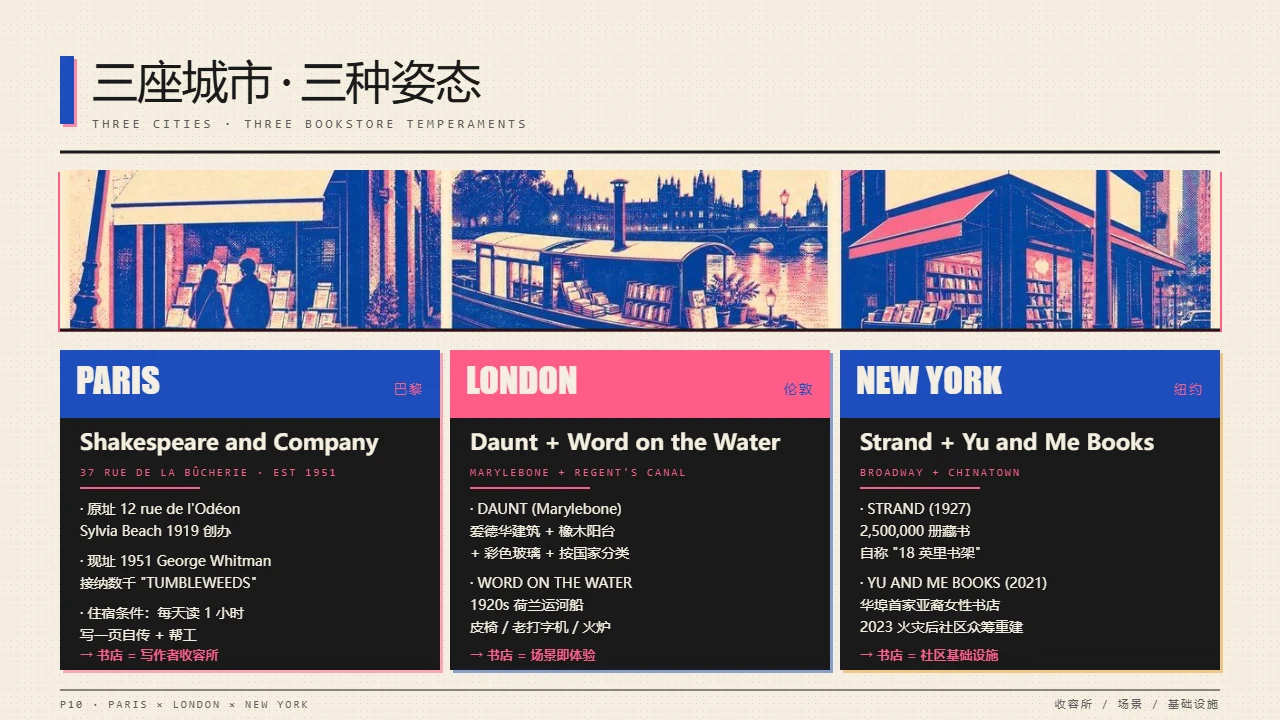 三座城市 · 三种姿态
THREE CITIES · THREE BOOKSTORE TEMPERAMENTS
PARIS 巴黎
Shakespeare and Company
37 RUE DE LA BÛCHERIE · EST 1951
· 原址 12 rue de l'Odéon
Sylvia Beach 1919 创办
· 现址 1951 George Whitman
接纳数千 "TUMBLEWEEDS"
· 住宿条件：每天读 1 小时
写一页自传 + 帮工
→ 书店 = 写作者收容所
LONDON 伦敦
Daunt + Word on the Water
MARYLEBONE + REGENT'S CANAL
· DAUNT (Marylebone)
爱德华建筑 + 橡木阳台
+ 彩色玻璃 + 按国家分类
· WORD ON THE WATER
1920s 荷兰运河船
皮椅 / 老打字机 / 火炉
→ 书店 = 场景即体验
NEW YORK 纽约
Strand + Yu and Me Books
BROADWAY + CHINATOWN
· STRAND (1927)
2,500,000 册藏书
自称 "18 英里书架"
· YU AND ME BOOKS (2021)
华埠首家亚裔女性书店
2023 火灾后社区众筹重建
→ 书店 = 社区基础设施
P10 · PARIS × LONDON × NEW YORK
收容所 / 场景 / 基础设施